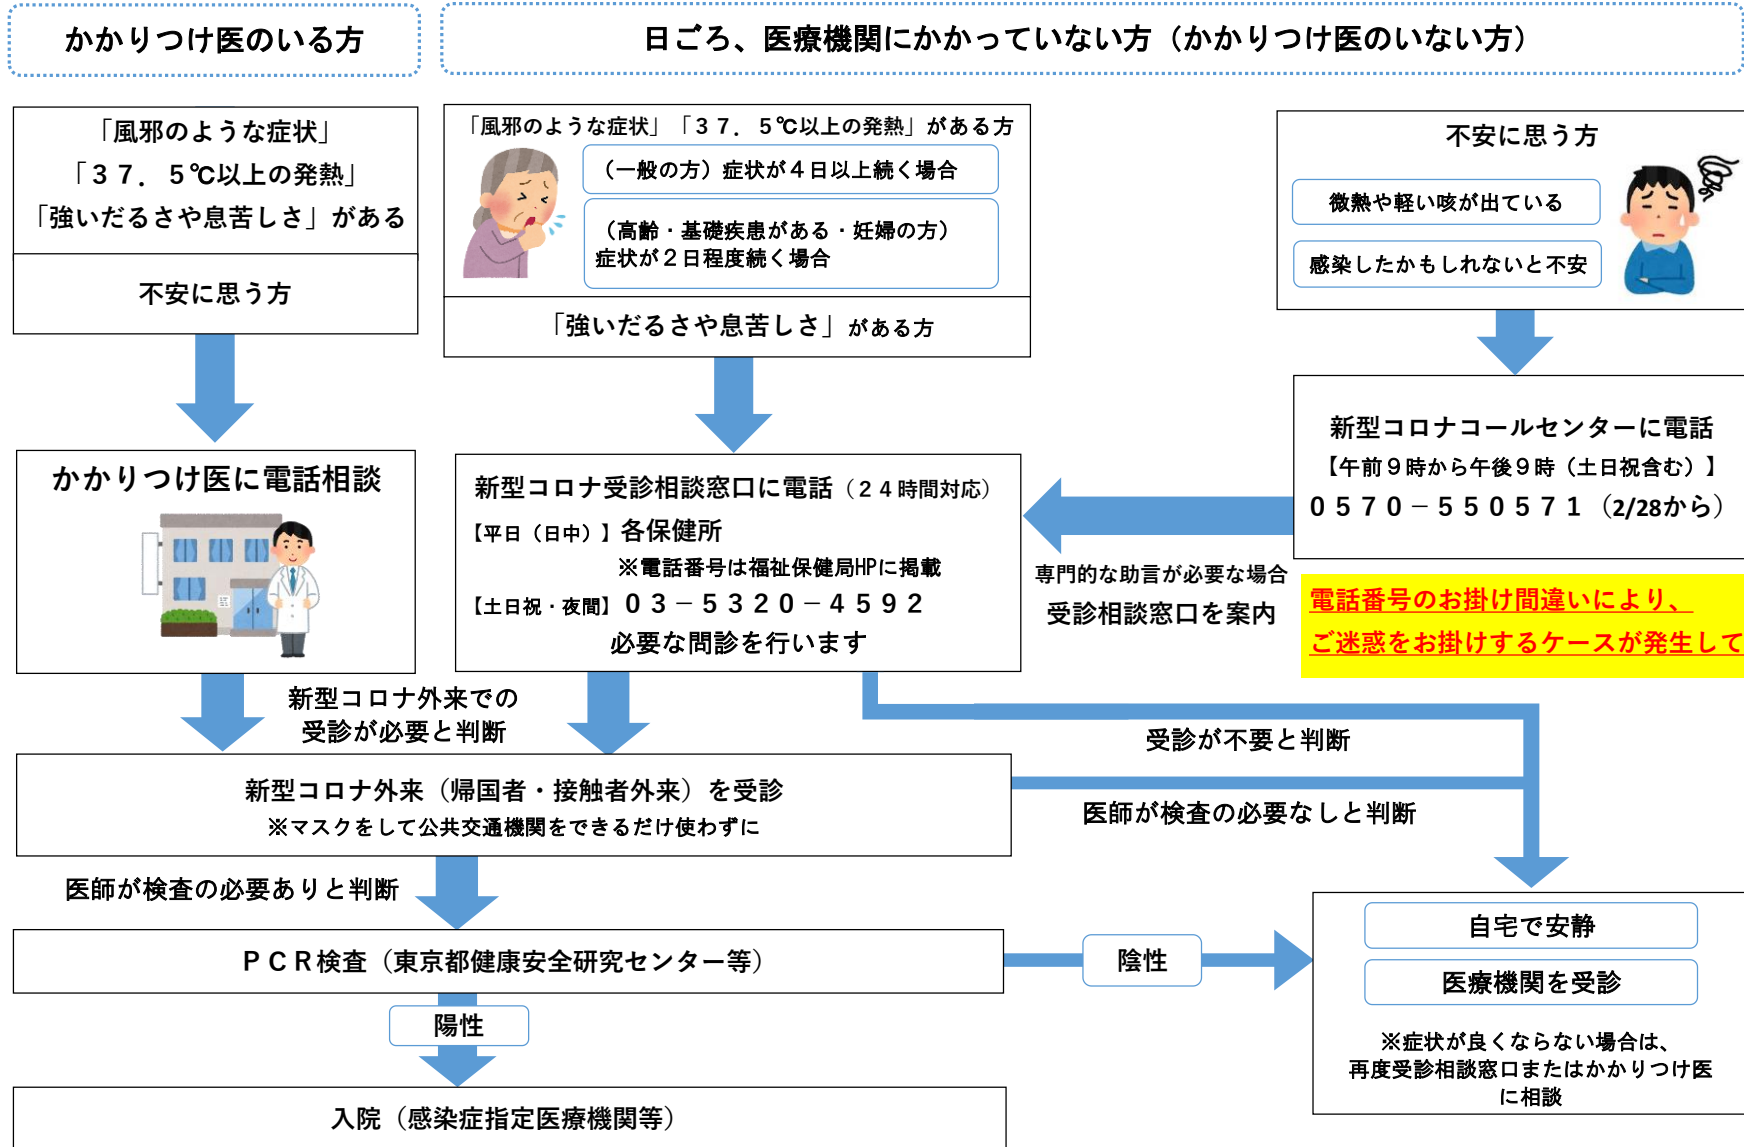 かかりつけ医のいる方
日ごろ、医療機関にかかっていない方（かかりつけ医のいない方）
「風邪のような症状」
「３７．５℃以上の発熱」
「強いだるさや息苦しさ」がある
不安に思う方
「風邪のような症状」「３７．５℃以上の発熱」がある方
（一般の方）症状が４日以上続く場合
（高齢・基礎疾患がある・妊婦の方）
症状が２日程度続く場合
「強いだるさや息苦しさ」がある方
不安に思う方
微熱や軽い咳が出ている
感染したかもしれないと不安
かかりつけ医に電話相談
新型コロナ受診相談窓口に電話（２４時間対応）
【平日（日中）】各保健所
※電話番号は福祉保健局HPに掲載
【土日祝・夜間】０３－５３２０－４５９２
必要な問診を行います
新型コロナコールセンターに電話
【午前９時から午後９時（土日祝含む）】
０５７０－５５０５７１（2/28から）
専門的な助言が必要な場合
受診相談窓口を案内
電話番号のお掛け間違いにより、
ご迷惑をお掛けするケースが発生して
新型コロナ外来での
受診が必要と判断
受診が不要と判断
新型コロナ外来（帰国者・接触者外来）を受診
※マスクをして公共交通機関をできるだけ使わずに
医師が検査の必要なしと判断
医師が検査の必要ありと判断
ＰＣＲ検査（東京都健康安全研究センター等）
陰性
陽性
入院（感染症指定医療機関等）
自宅で安静
医療機関を受診
※症状が良くならない場合は、
再度受診相談窓口またはかかりつけ医
に相談